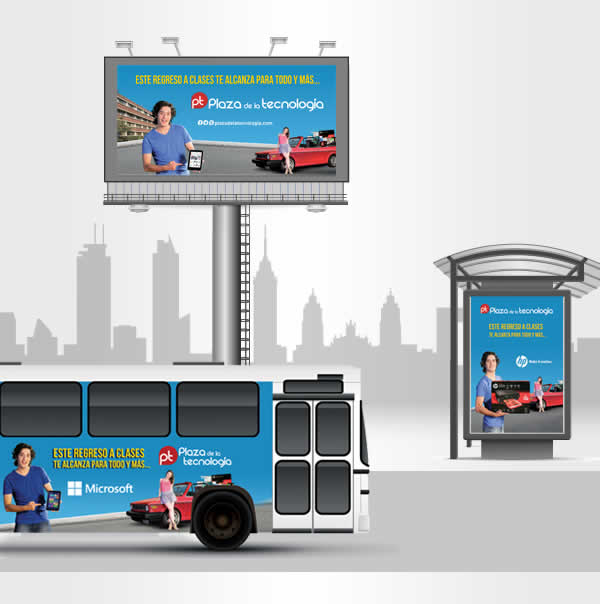 ESTE REGRESO A CLASES TE ALCANZA PARA TODO Y MÁS...
pt Plaza de la tecnología
plazadelatecnologia.com
pt Plaza de la tecnología
ESTE REGRESO A CLASES
TE ALCANZA PARA TODO Y MÁS...
hp
ESTE REGRESO A CLASES
TE ALCANZA PARA TODO Y MÁS...
Microsoft
pt Plaza de la
tecnología